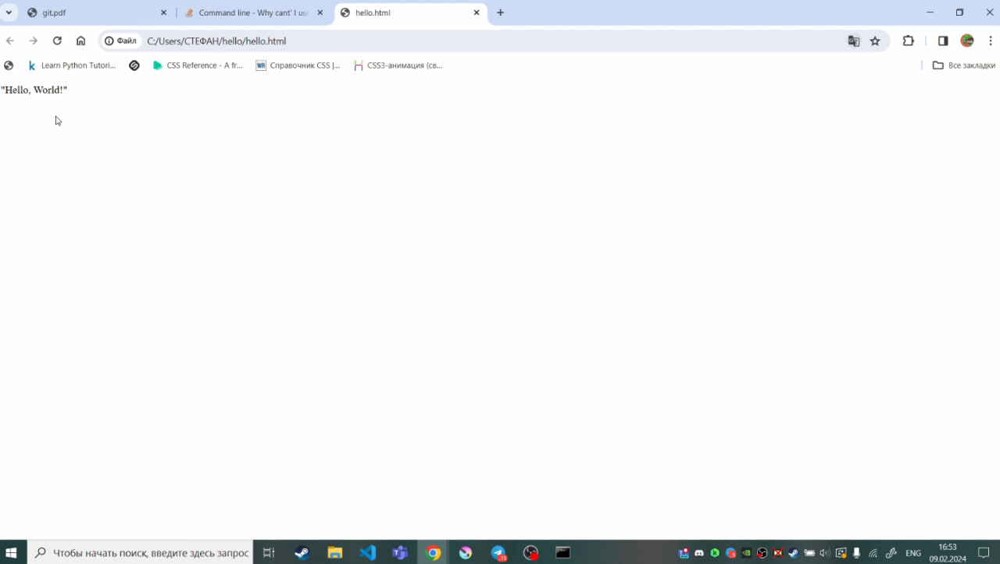 git.pdf
Command line - Why cant' I use
hello.html
Файл
C:/Users/СТЕФАН/hello/hello.html
Learn Python Tutori...
CSS Reference - A fr...
WR
Справочник CSS |...
CSS3-анимация (св...
Все закладки
"Hello, World!"
Чтобы начать поиск, введите здесь запрос
15
ENG
16:53
09.02.2024